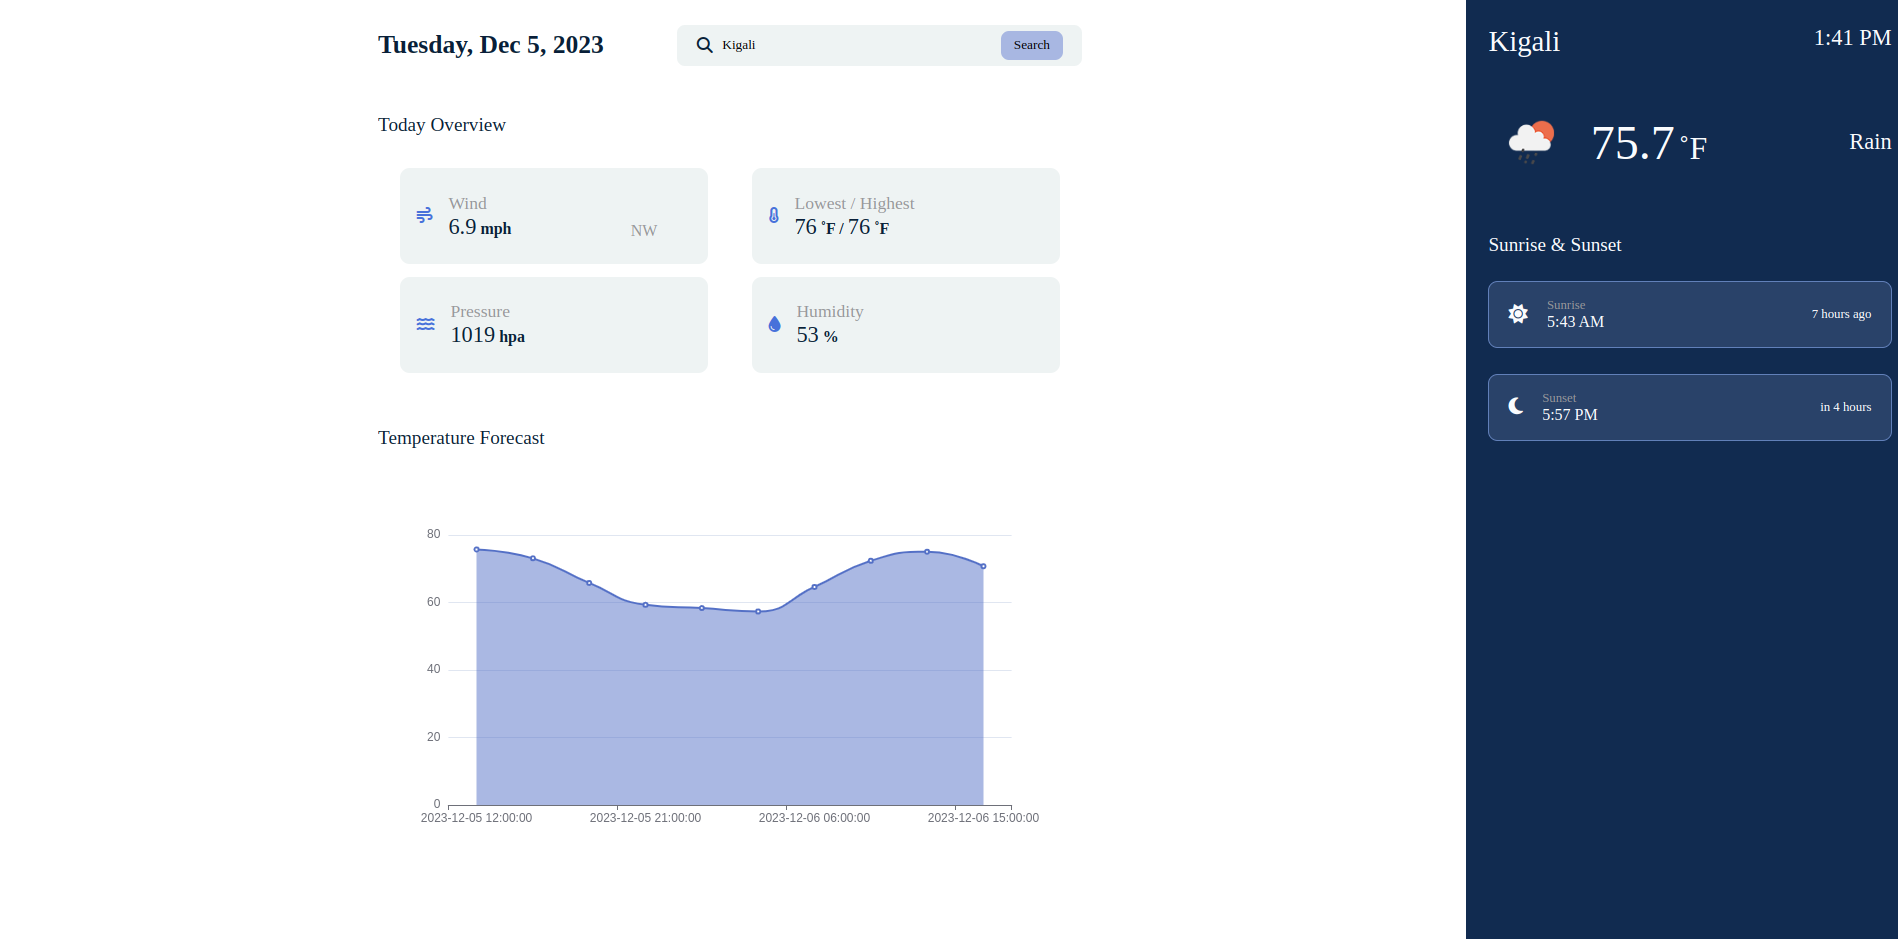 Tuesday, Dec 5, 2023
Kigali
Search
Today Overview
Wind
6.9 mph
NW
Lowest / Highest
76 °F / 76 °F
Pressure
1019 hpa
Humidity
53 %
Temperature Forecast
80
60
40
20
0
2023-12-05 12:00:00 2023-12-05 21:00:00 2023-12-06 06:00:00 2023-12-06 15:00:00
Kigali
1:41 PM
75.7 °F
Rain
Sunrise & Sunset
Sunrise
5:43 AM
7 hours ago
Sunset
5:57 PM
in 4 hours